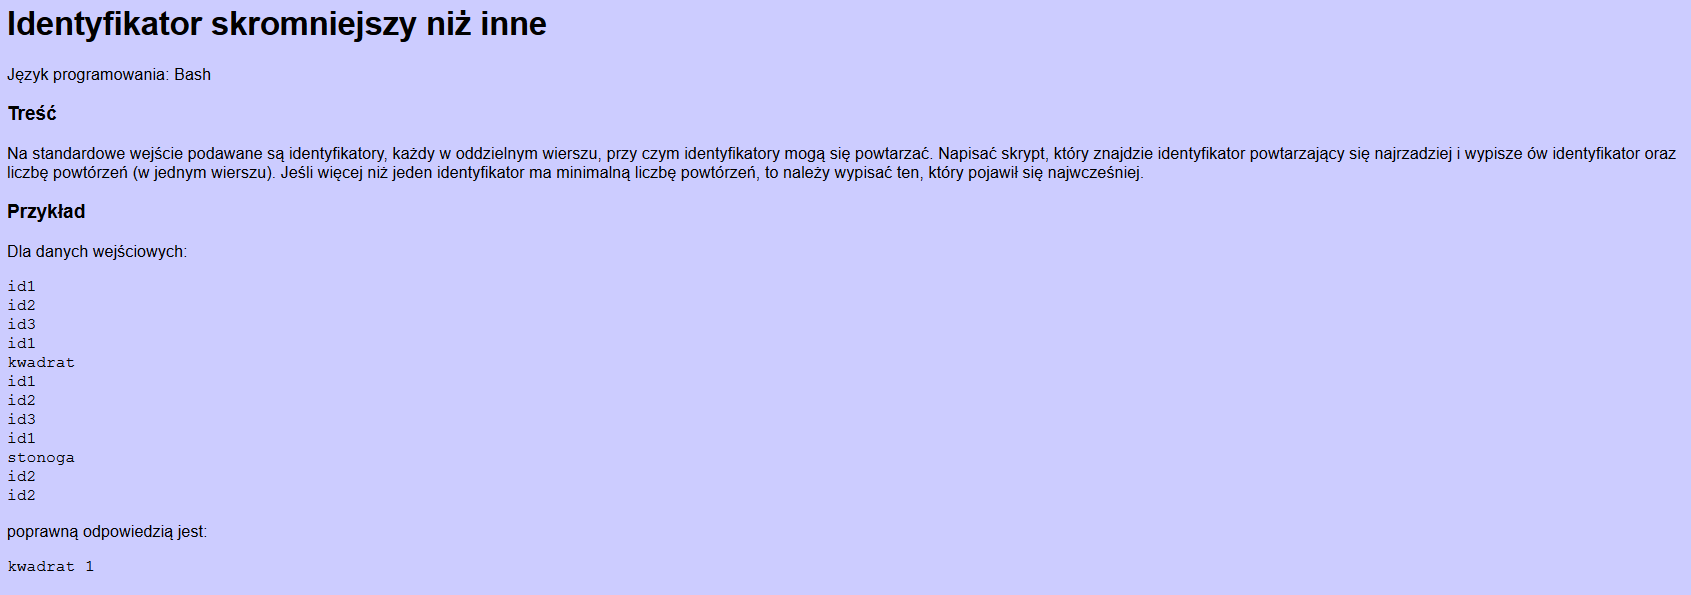 Identyfikator skromniejszy niż inne
Język programowania: Bash
Treść
Na standardowe wejście podawane są identyfikatory, każdy w oddzielnym wierszu, przy czym identyfikatory mogą się powtarzać. Napisać skrypt, który znajdzie identyfikator powtarzający się najrzadziej i wypisze ów identyfikator oraz
liczbę powtórzeń (w jednym wierszu). Jeśli więcej niż jeden identyfikator ma minimalną liczbę powtórzeń, to należy wypisać ten, który pojawił się najwcześniej.
Przykład
Dla danych wejściowych:
id1
id2
id3
id1
kwadrat
id1
id2
id3
id1
stonoga
id2
id2
poprawną odpowiedzią jest:
kwadrat 1